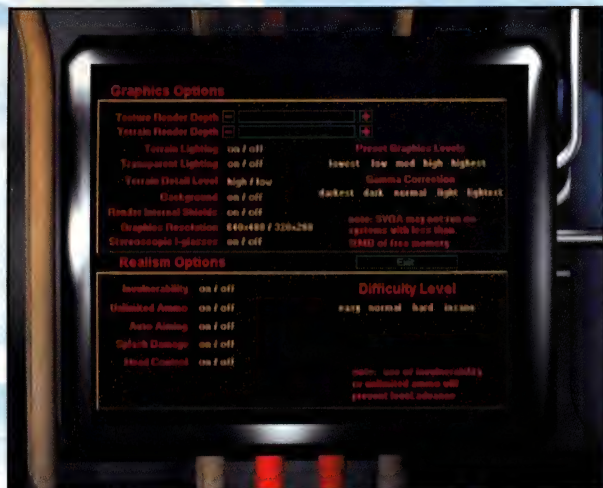 Graphics Options
Texture Render Depth - +
Terrain Render Depth - +
Terrain Lighting on / off
Transparent Lighting on / off
Terrain Detail Level high / low
Background on / off
Render Internal Shields on / off
Graphics Resolution 640x480 / 320x200
Stereoscopic I-glasses on / off
Preset Graphics Levels
lowest low med high highest
Gamma Correction
darkest dark normal light lightest
note: SVGA may not run on
systems with less than
of free memory
Exit
Realism Options
Invulnerability on / off
Unlimited Ammo on / off
Auto Aiming on / off
Splash Damage on / off
Head Control on / off
Difficulty Level
easy normal hard insane
note: use of invulnerability
or unlimited ammo will
prevent level advance